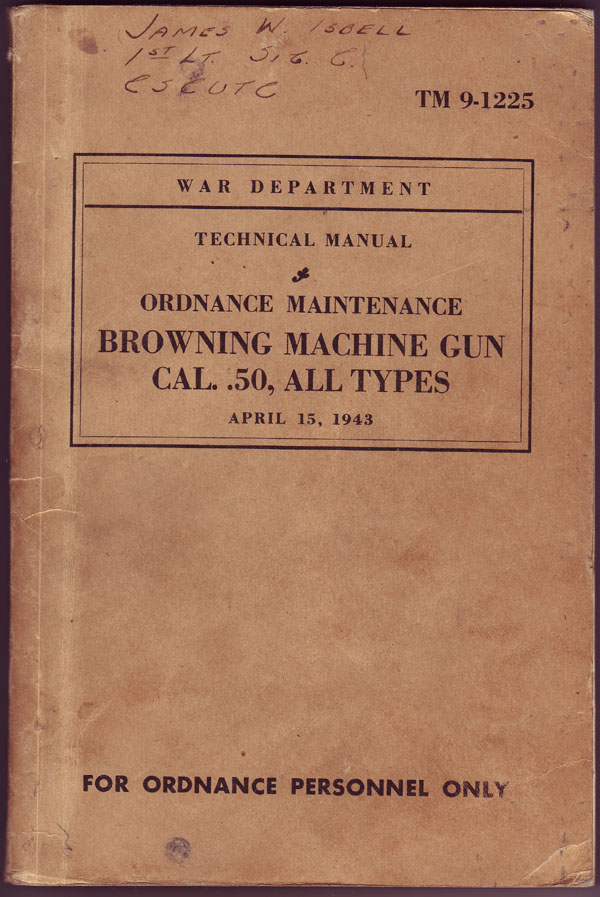 JAMES W. ISBELL
1ST LT. SIG. C.
CSCUTC
TM 9-1225
WAR DEPARTMENT
TECHNICAL MANUAL
ORDNANCE MAINTENANCE
BROWNING MACHINE GUN
CAL. .50, ALL TYPES
APRIL 15, 1943
FOR ORDNANCE PERSONNEL ONLY